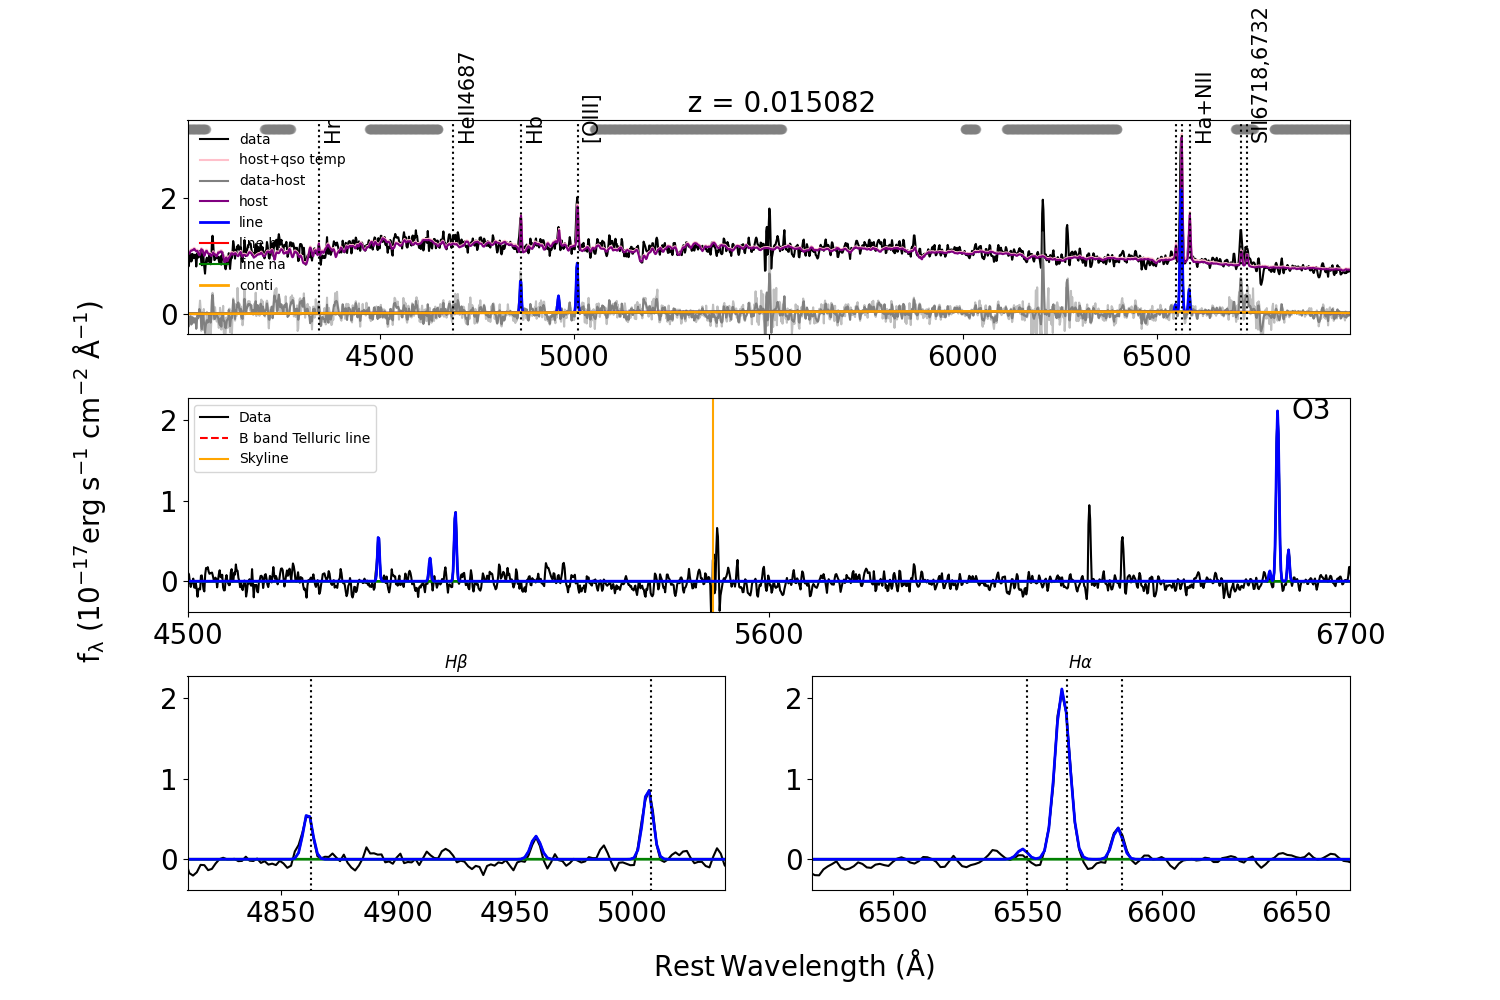 z = 0.015082
Hr
HeII4687
Hb
[OIII]
Ha+NII
SII6718,6732
data
host+qso temp
data-host
host
line
line na
conti
2
0
4500
5000
5500
6000
6500
fλ (10⁻¹⁷erg s⁻¹ cm⁻² Å⁻¹)
Data
B band Telluric line
Skyline
O3
2
1
0
4500
5600
6700
Hβ
2
1
0
4850
4900
4950
5000
Hα
2
1
0
6500
6550
6600
6650
Rest Wavelength (Å)